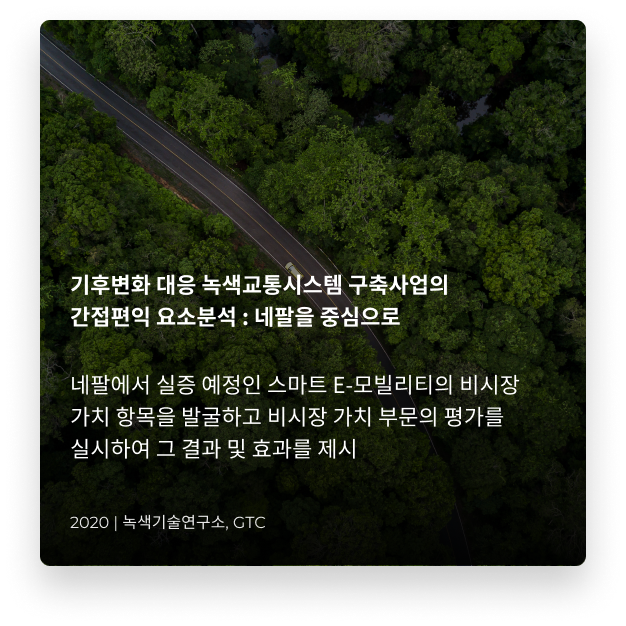 기후변화 대응 녹색교통시스템 구축사업의
간접편익 요소분석 : 네팔을 중심으로
네팔에서 실증 예정인 스마트 E-모빌리티의 비시장
가치 항목을 발굴하고 비시장 가치 부문의 평가를
실시하여 그 결과 및 효과를 제시
2020 | 녹색기술연구소, GTC